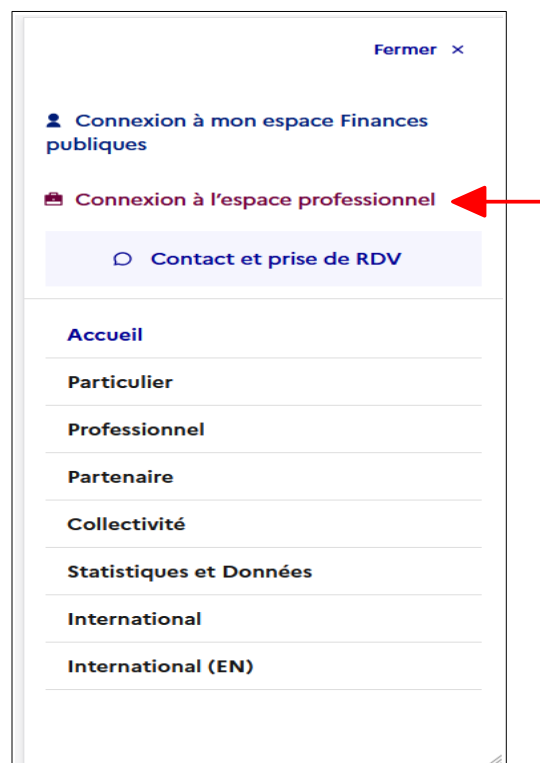 Fermer ×
Connexion à mon espace Finances
publiques
Connexion à l'espace professionnel
Contact et prise de RDV
Accueil
Particulier
Professionnel
Partenaire
Collectivité
Statistiques et Données
International
International (EN)